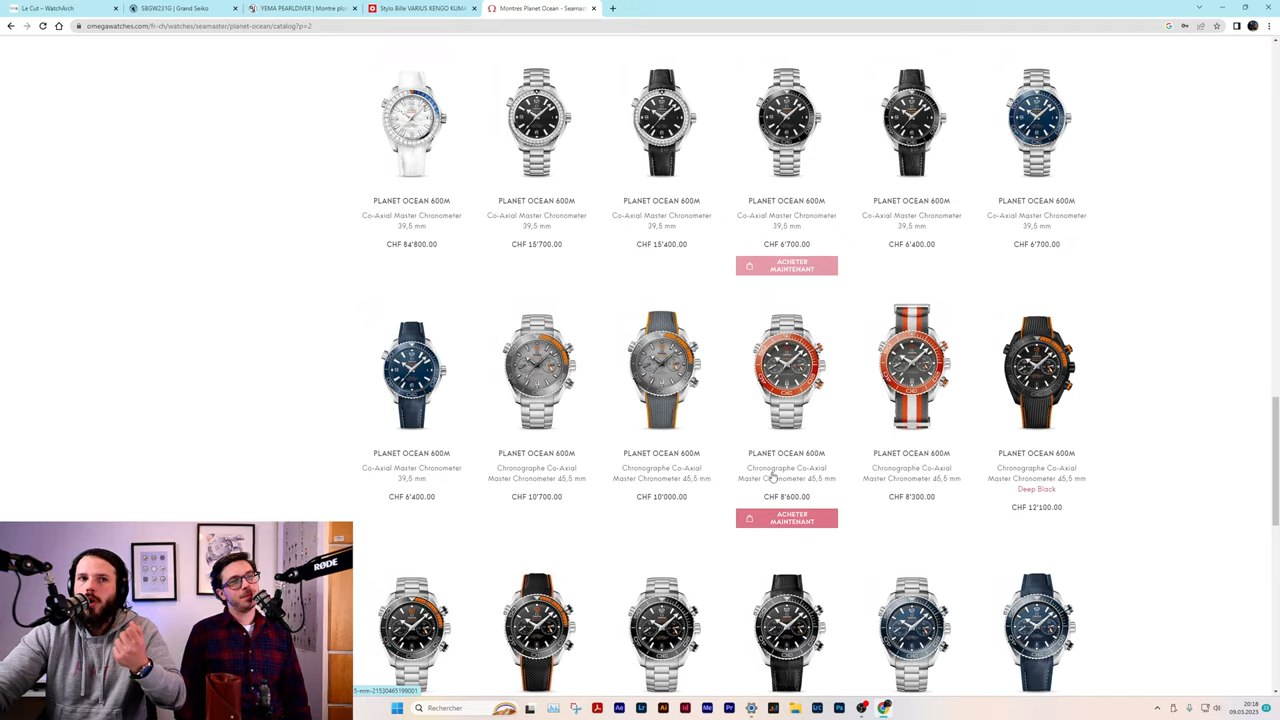 Le Cut – WatchArch
SBGW231G | Grand Seiko
YEMA PEARLDIVER | Montre plo
Stylo Bille VARIUS KENGO KUMA
Montres Planet Ocean - Seama
omegawatches.com/fr-ch/watches/seamaster/planet-ocean/catalog?p=2
PLANET OCEAN 600M
Co-Axial Master Chronometer
39,5 mm
CHF 84'800.00
PLANET OCEAN 600M
Co-Axial Master Chronometer
39,5 mm
CHF 15'700.00
PLANET OCEAN 600M
Co-Axial Master Chronometer
39,5 mm
CHF 15'400.00
PLANET OCEAN 600M
Co-Axial Master Chronometer
39,5 mm
CHF 6'700.00
ACHETER
MAINTENANT
PLANET OCEAN 600M
Co-Axial Master Chronometer
39,5 mm
CHF 6'400.00
PLANET OCEAN 600M
Co-Axial Master Chronometer
39,5 mm
CHF 6'700.00
PLANET OCEAN 600M
Co-Axial Master Chronometer
39,5 mm
CHF 6'400.00
PLANET OCEAN 600M
Chronographe Co-Axial
Master Chronometer 45,5 mm
CHF 10'700.00
PLANET OCEAN 600M
Chronographe Co-Axial
Master Chronometer 45,5 mm
CHF 10'000.00
PLANET OCEAN 600M
Chronographe Co-Axial
Master Chronometer 45,5 mm
CHF 8'600.00
ACHETER
MAINTENANT
PLANET OCEAN 600M
Chronographe Co-Axial
Master Chronometer 45,5 mm
CHF 8'300.00
PLANET OCEAN 600M
Chronographe Co-Axial
Master Chronometer 45,5 mm
Deep Black
CHF 12'100.00
RØDE
5-mm-21530465199001
Rechercher
20:18
09.03.2023